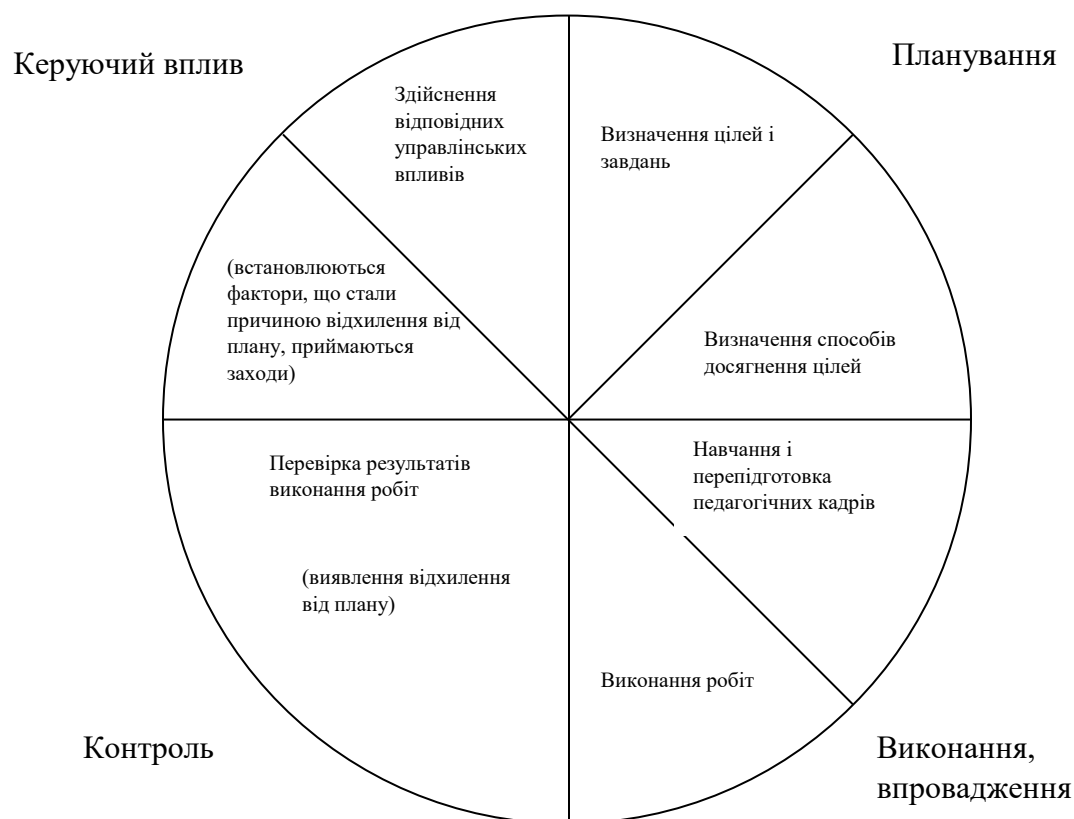 Керуючий вплив
Планування
Здійснення
відповідних
управлінських
впливів
Визначення цілей і
завдань
(встановлюються
фактори, що стали
причиною відхилення від
плану, приймаються
заходи)
Визначення способів
досягнення цілей
Перевірка результатів
виконання робіт
Навчання і
перепідготовка
педагогічних кадрів
(виявлення відхилення
від плану)
Виконання робіт
Контроль
Виконання,
впровадження